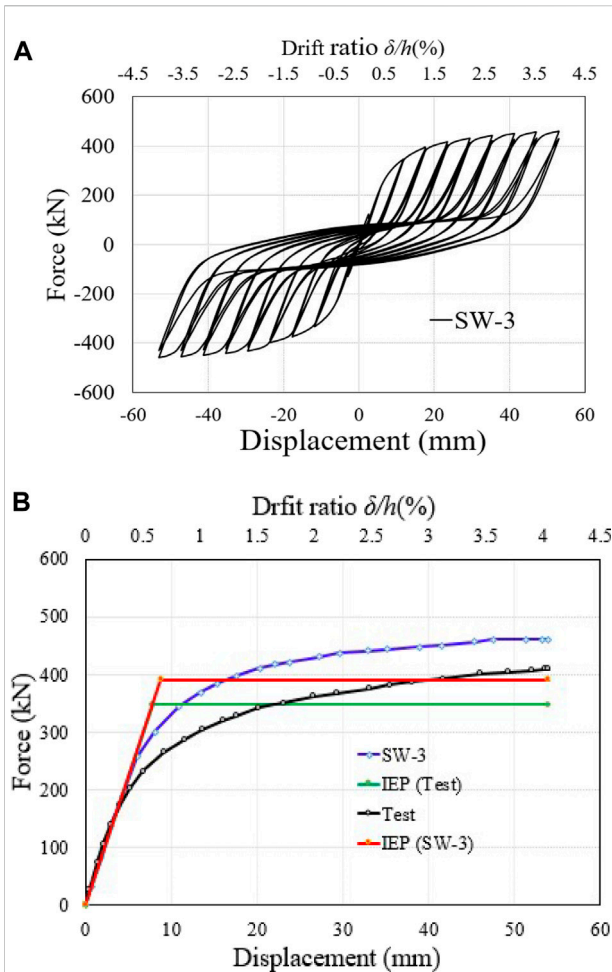 A
Drift ratio δ/h(%)
-4.5 -3.5 -2.5 -1.5 -0.5 0.5 1.5 2.5 3.5 4.5
600
400
200
0
-200
-400
-600
Force (kN)
SW-3
-60 -40 -20 0 20 40 60
Displacement (mm)
B
Drfit ratio δ/h(%)
0 0.5 1 1.5 2 2.5 3 3.5 4 4.5
600
500
400
300
200
100
0
Force (kN)
SW-3
IEP (Test)
Test
IEP (SW-3)
0 10 20 30 40 50 60
Displacement (mm)